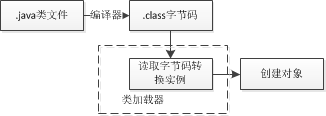 .java类文件
编译器
.class字节码
读取字节码转
换实例
类加载器
创建对象